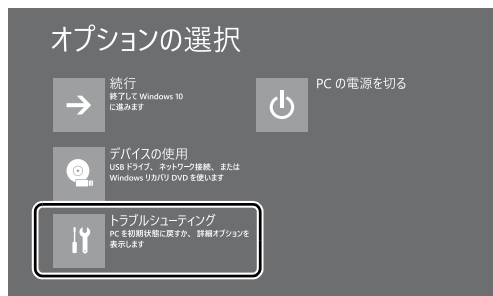 オプションの選択
続行
終了して Windows 10
に進みます
PC の電源を切る
デバイスの使用
USB ドライブ、ネットワーク接続、または
Windows リカバリ DVD を使います
トラブルシューティング
PC を初期状態に戻すか、詳細オプションを
表示します